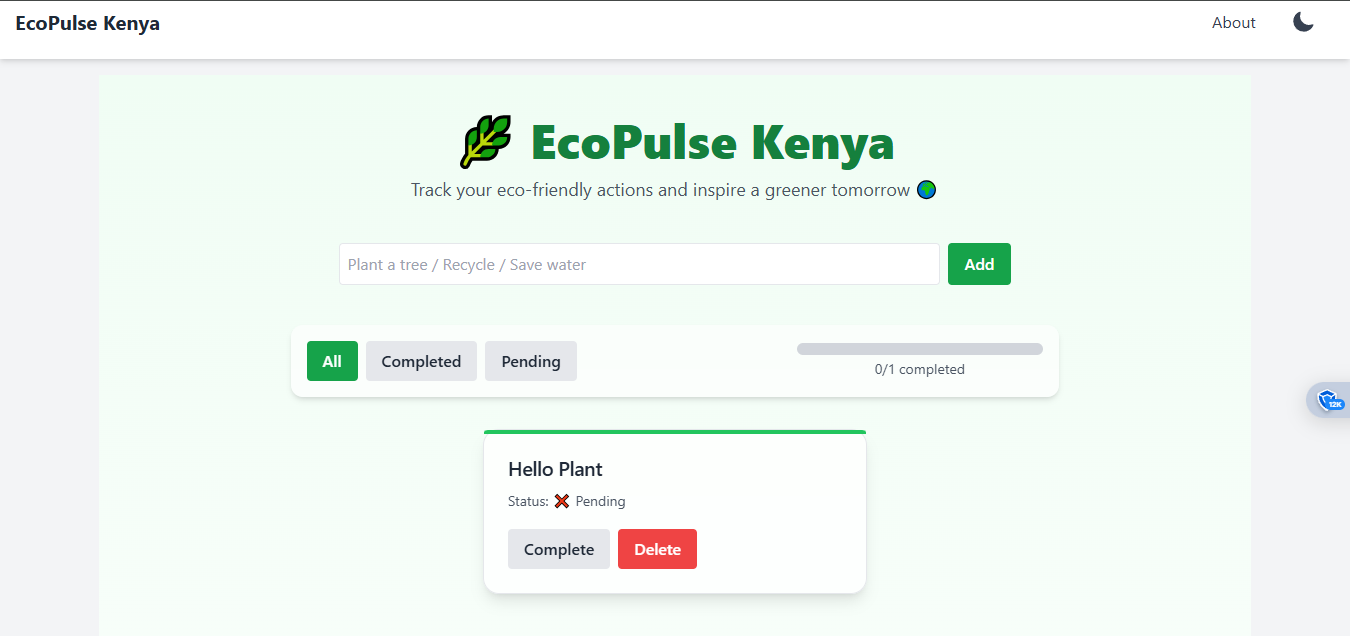 EcoPulse Kenya
About
EcoPulse Kenya
Track your eco-friendly actions and inspire a greener tomorrow
Plant a tree / Recycle / Save water
Add
All
Completed
Pending
0/1 completed
12K
Hello Plant
Status: ❌ Pending
Complete
Delete